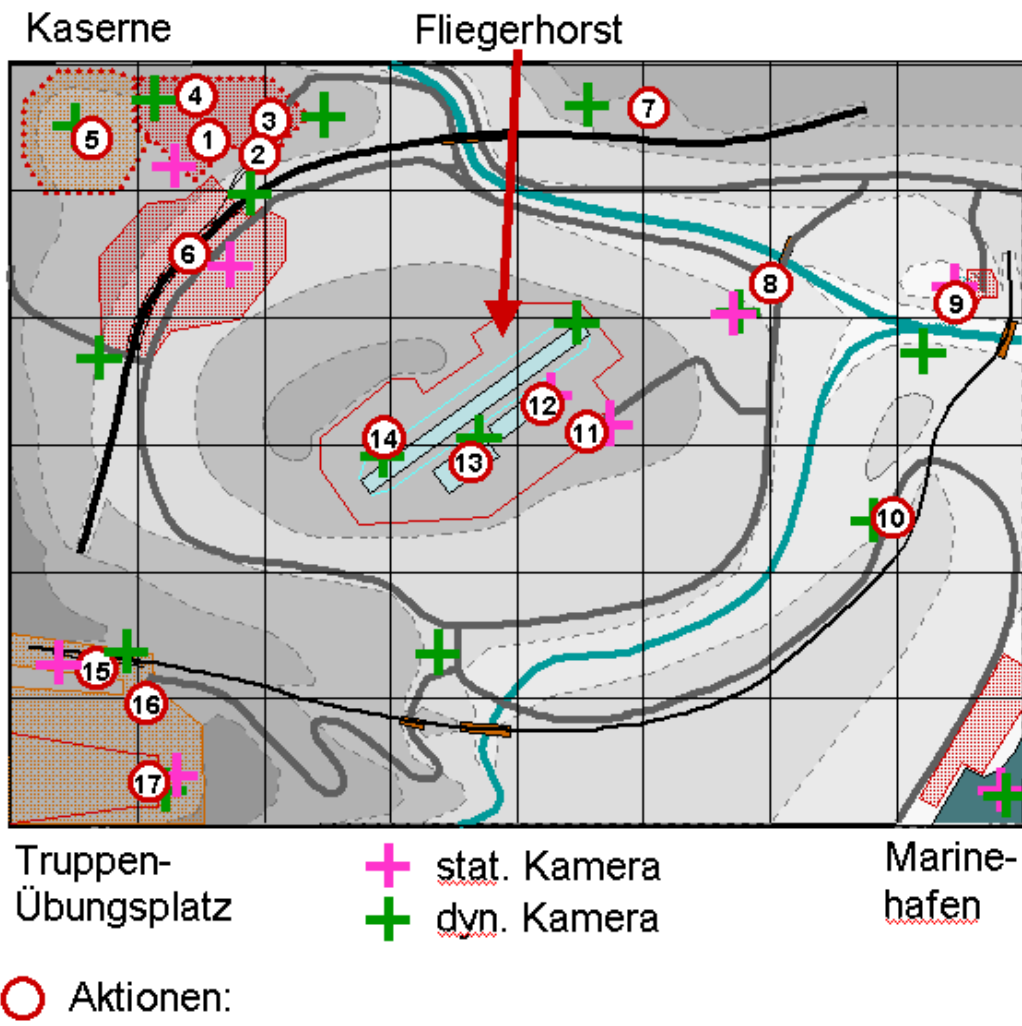 Kaserne
Fliegerhorst
4
7
3
5
1
2
6
8
9
12
14
11
13
10
15
16
17
Truppen-
Übungsplatz
stat. Kamera
dyn. Kamera
Marine-
hafen
Aktionen: